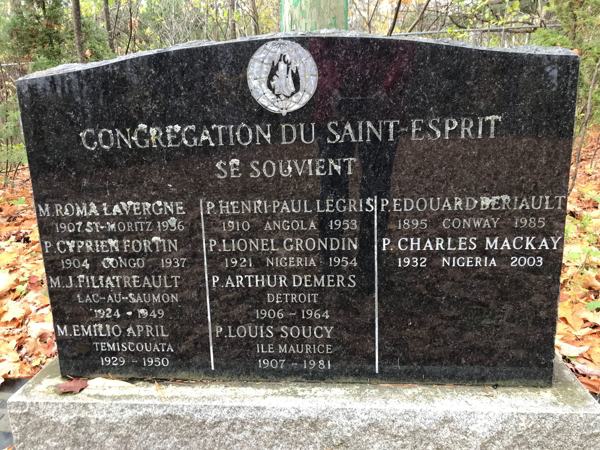 CONGRÉGATION DU SAINT-ESPRIT
SE SOUVIENT
M. ROMA LAVERGNE
1907 ST-MORITZ 1936
P. CYPRIEN FORTIN
1904 CONGO 1937
M.J. FILIATREAULT
LAC-AU-SAUMON
1924 - 1949
M. EMILIO APRIL
TEMISCOUATA
1929 - 1950
P. HENRI-PAUL LEGRIS
1910 ANGOLA 1953
P. LIONEL GRONDIN
1921 NIGERIA 1954
P. ARTHUR DEMERS
DETROIT
1906 - 1964
P. LOUIS SOUCY
ILE MAURICE
1907 - 1981
P. EDOUARD BERIAULT
1895 CONWAY 1985
P. CHARLES MACKAY
1932 NIGERIA 2003